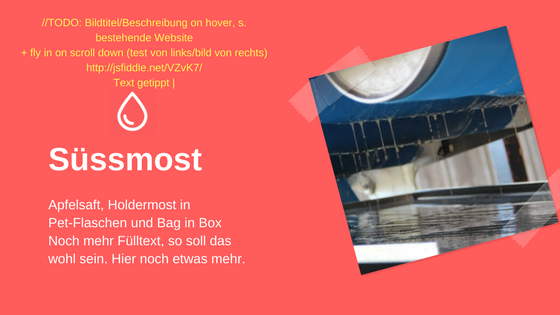 //TODO: Bildtitel/Beschreibung on hover, s.
bestehende Website
+ fly in on scroll down (test von links/bild von rechts)
http://jsfiddle.net/VZvK7/
Text getippt |
Süssmost
Apfelsaft, Holdermost in
Pet-Flaschen und Bag in Box
Noch mehr Fülltext, so soll das
wohl sein. Hier noch etwas mehr.